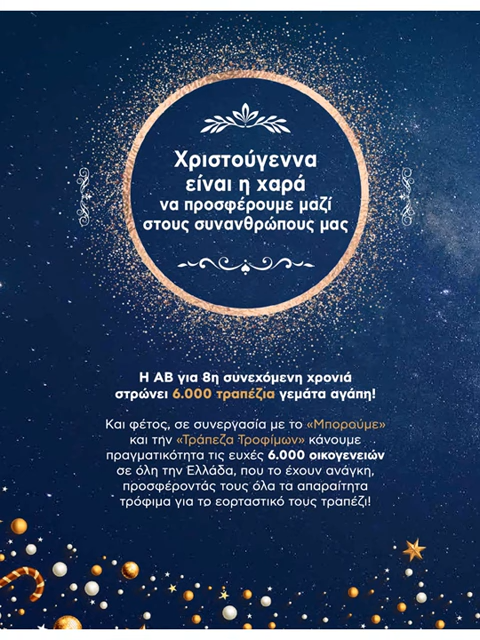 Χριστούγεννα
είναι η χαρά
να προσφέρουμε μαζί
στους συνανθρώπους μας
Η ΑΒ για 8η συνεχόμενη χρονιά
στρώνει 6.000 τραπέζια γεμάτα αγάπη!
Και φέτος, σε συνεργασία με το «Μπορούμε»
και την «Τράπεζα Τροφίμων» κάνουμε
πραγματικότητα τις ευχές 6.000 οικογενειών
σε όλη την Ελλάδα, που το έχουν ανάγκη,
προσφέροντάς τους όλα τα απαραίτητα
τρόφιμα για το εορταστικό τους τραπέζι!